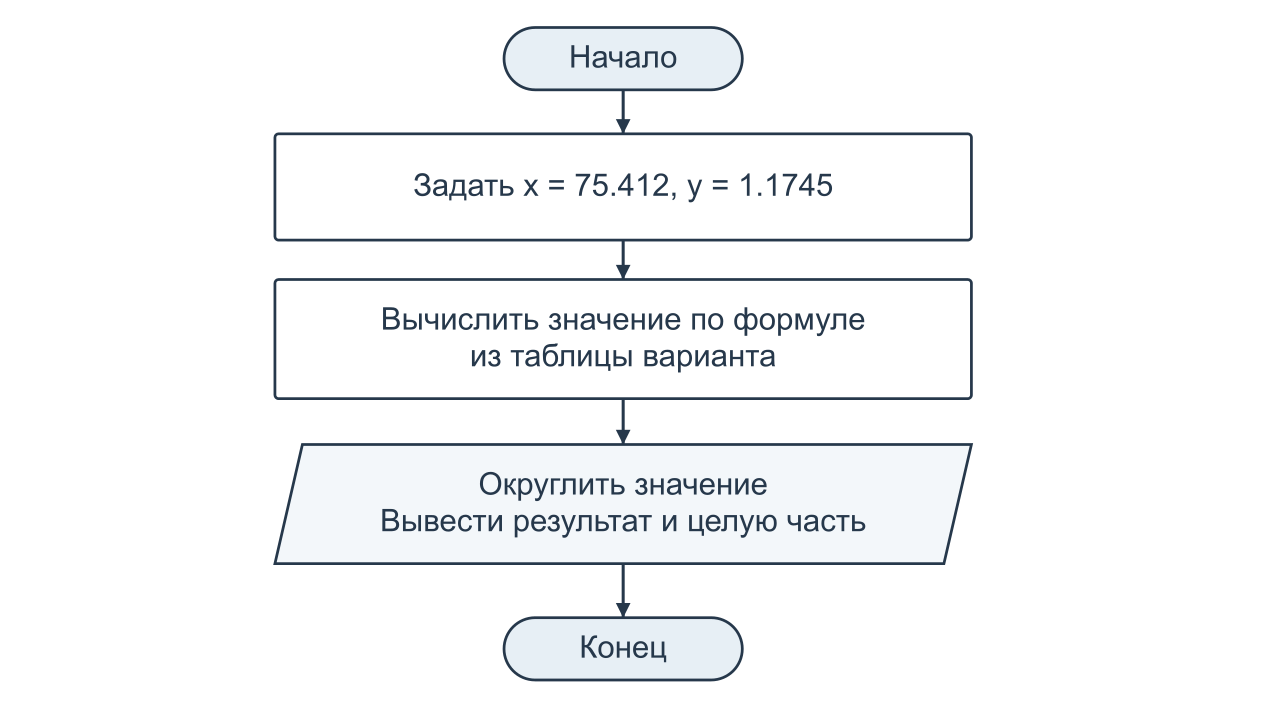 Начало
Задать x = 75.412, y = 1.1745
Вычислить значение по формуле
из таблицы варианта
Округлить значение
Вывести результат и целую часть
Конец